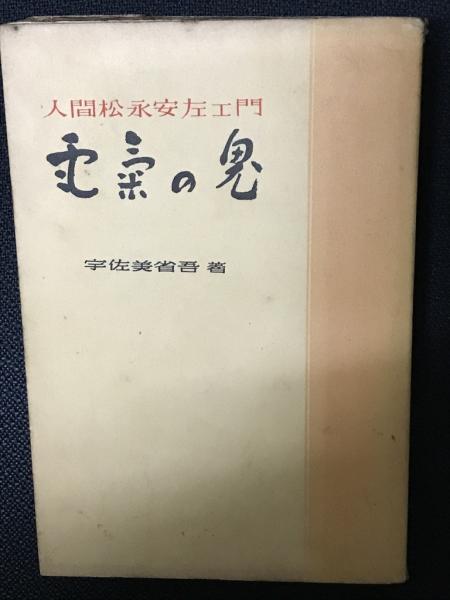 人間松永安左エ門
電氣の鬼
宇佐美省吾 著